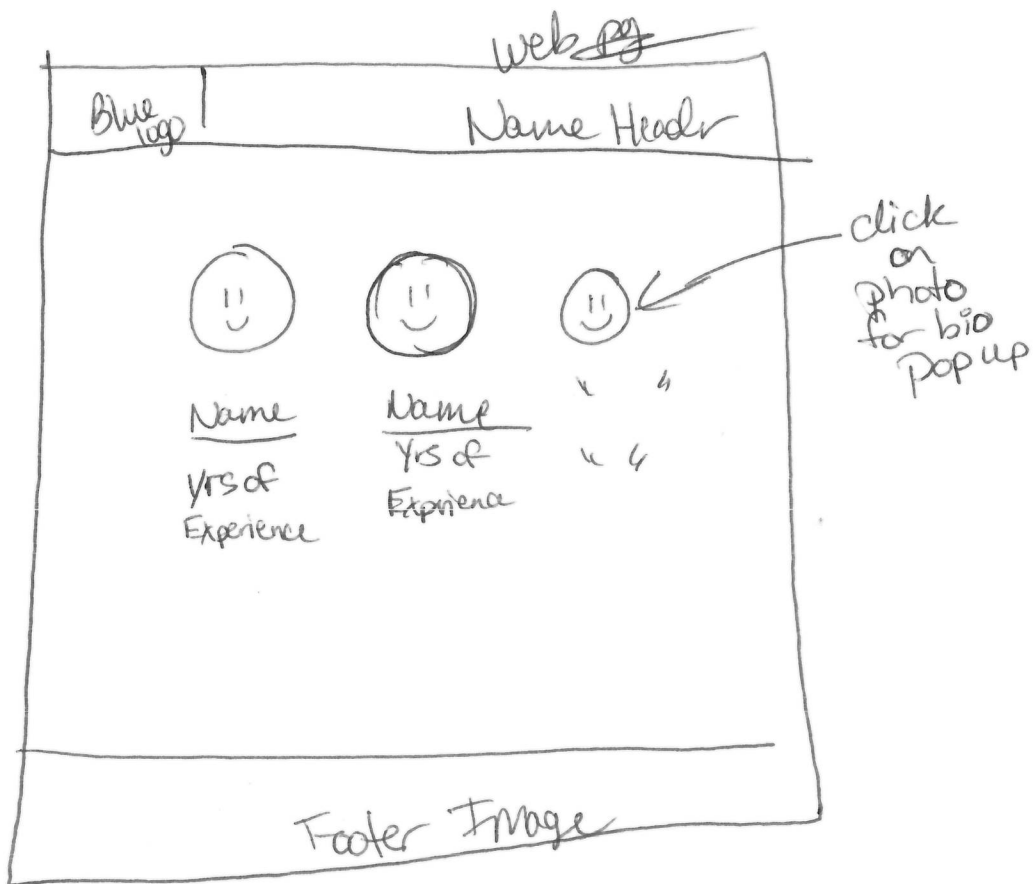 Web pg
Blue
logo
Name Header
click
on
photo
for bio
pop up
Name
Yrs of
Experience
Name
Yrs of
Exprience
" "
" "
Footer Image